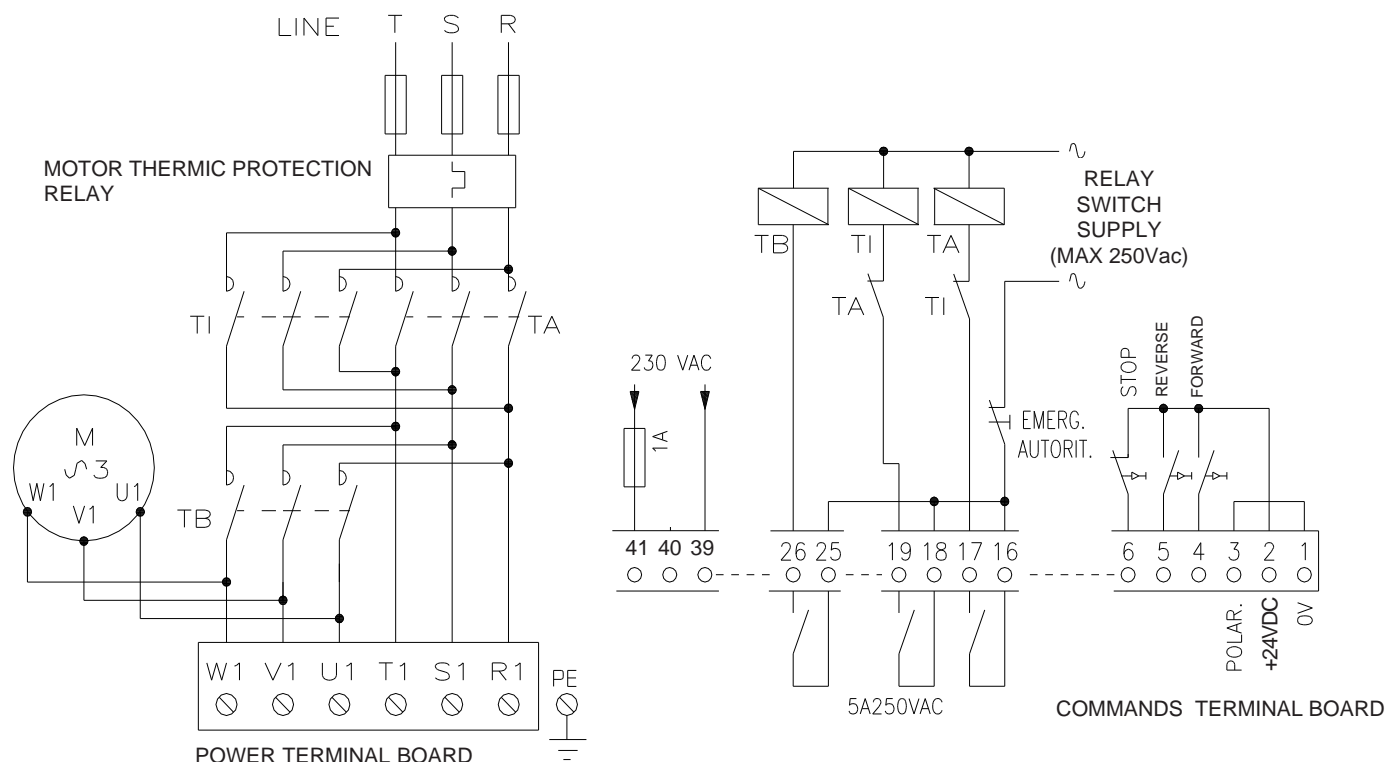 LINE T S R
MOTOR THERMIC PROTECTION
RELAY
TI
TA
M
3
W1
V1
U1
TB
W1 V1 U1 T1 S1 R1
PE
POWER TERMINAL BOARD
RELAY
SWITCH
SUPPLY
(MAX 250Vac)
TB TI TA
TA TI
230 VAC
1A
EMERG.
AUTORIT.
STOP
REVERSE
FORWARD
41 40 39
26 25
19 18 17 16
6 5 4 3 2 1
POLAR.
+24VDC
0V
5A250VAC
COMMANDS TERMINAL BOARD